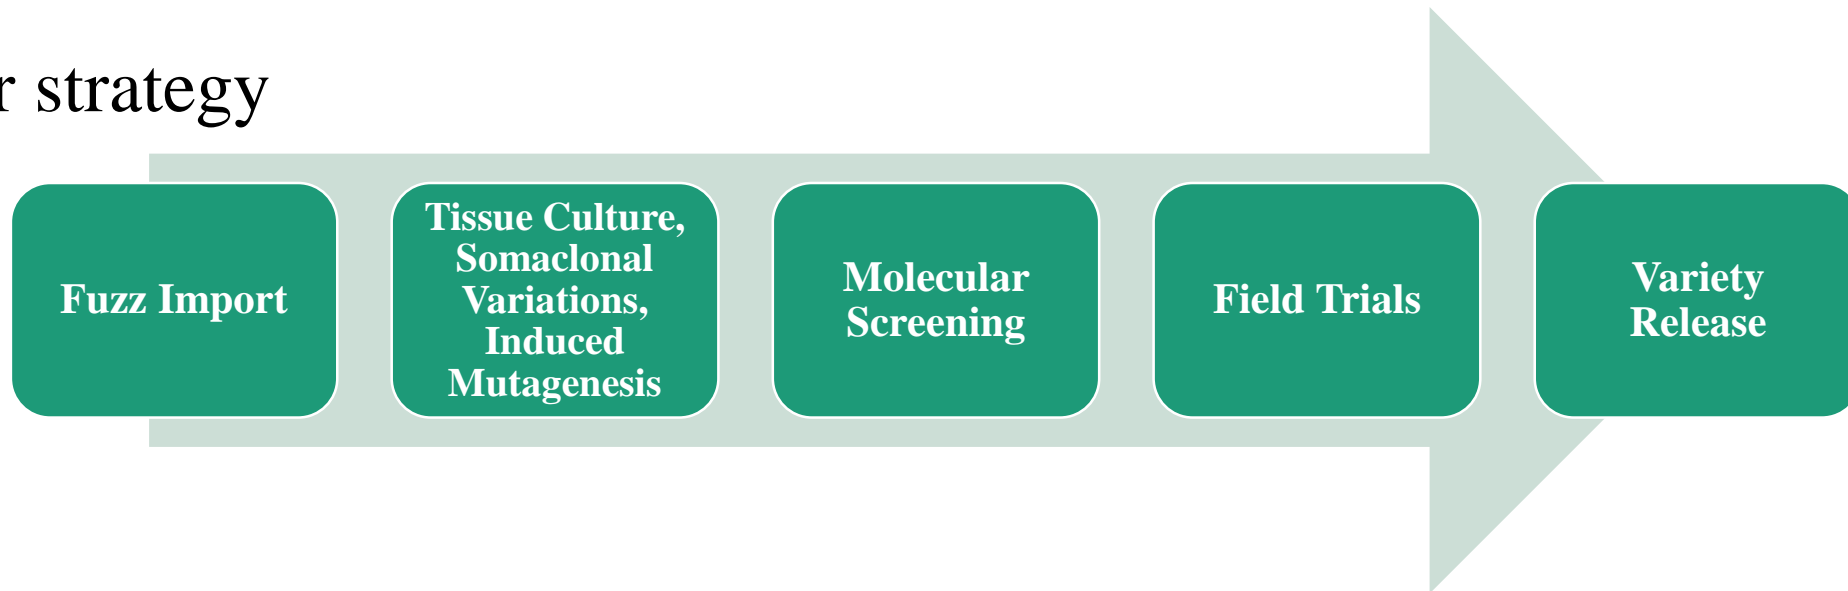 r strategy
Fuzz Import
Tissue Culture,
Somaclonal
Variations,
Induced
Mutagenesis
Molecular
Screening
Field Trials
Variety
Release